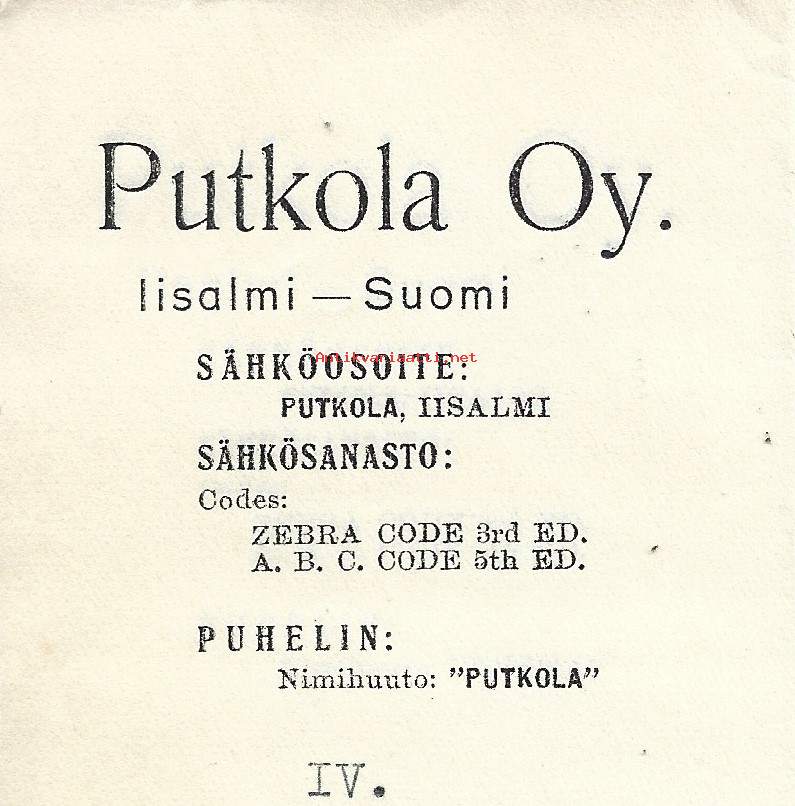 Putkola Oy.
Iisalmi — Suomi
SÄHKÖOSOITE:
Antikvariaatti.net
PUTKOLA, IISALMI
SÄHKÖSANASTO:
Codes:
ZEBRA CODE 3rd ED.
A. B. C. CODE 5th ED.
PUHELIN:
Nimihuuto: ”PUTKOLA”
IV.